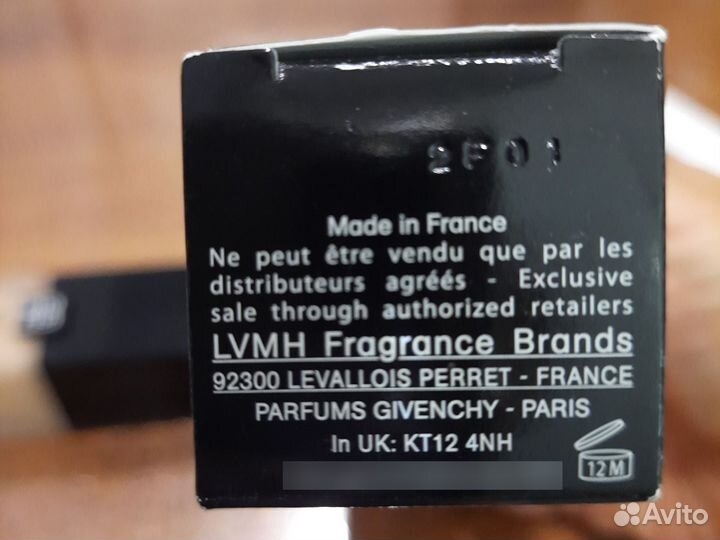 2F01
Made in France
Ne peut être vendu que par les
distributeurs agréés - Exclusive
sale through authorized retailers
LVMH Fragrance Brands
92300 LEVALLOIS PERRET - FRANCE
PARFUMS GIVENCHY - PARIS
In UK: KT12 4NH
12M
Avito